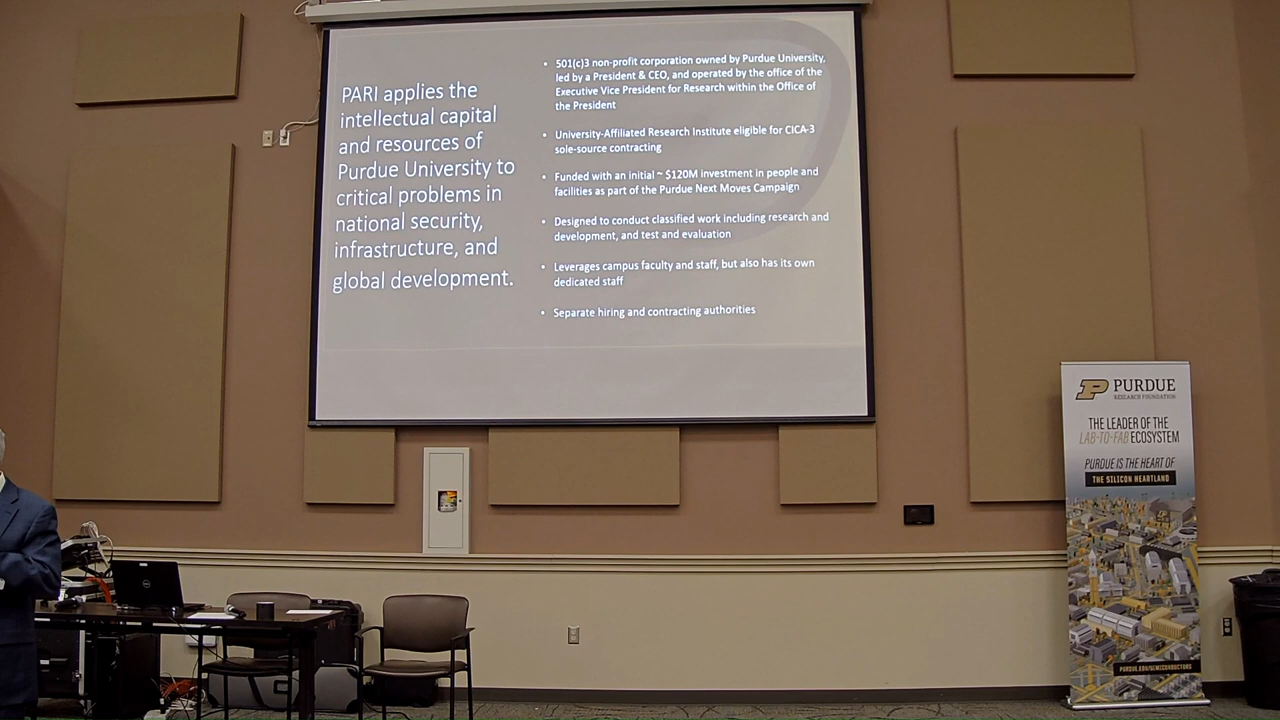 PARI applies the
intellectual capital
and resources of
Purdue University to
critical problems in
national security,
infrastructure, and
global development.
• 501(c)3 non-profit corporation owned by Purdue University,
led by a President & CEO, and operated by the office of the
Executive Vice President for Research within the Office of
the President
• University-Affiliated Research Institute eligible for CICA-3
sole-source contracting
• Funded with an initial ~ $120M investment in people and
facilities as part of the Purdue Next Moves Campaign
• Designed to conduct classified work including research and
development, and test and evaluation
• Leverages campus faculty and staff, but also has its own
dedicated staff
• Separate hiring and contracting authorities
P PURDUE
RESEARCH FOUNDATION
THE LEADER OF THE
LAB-TO-FAB ECOSYSTEM
PURDUE IS THE HEART OF
THE SILICON HEARTLAND
PURDUE.EDU/SEMICONDUCTORS
DELL